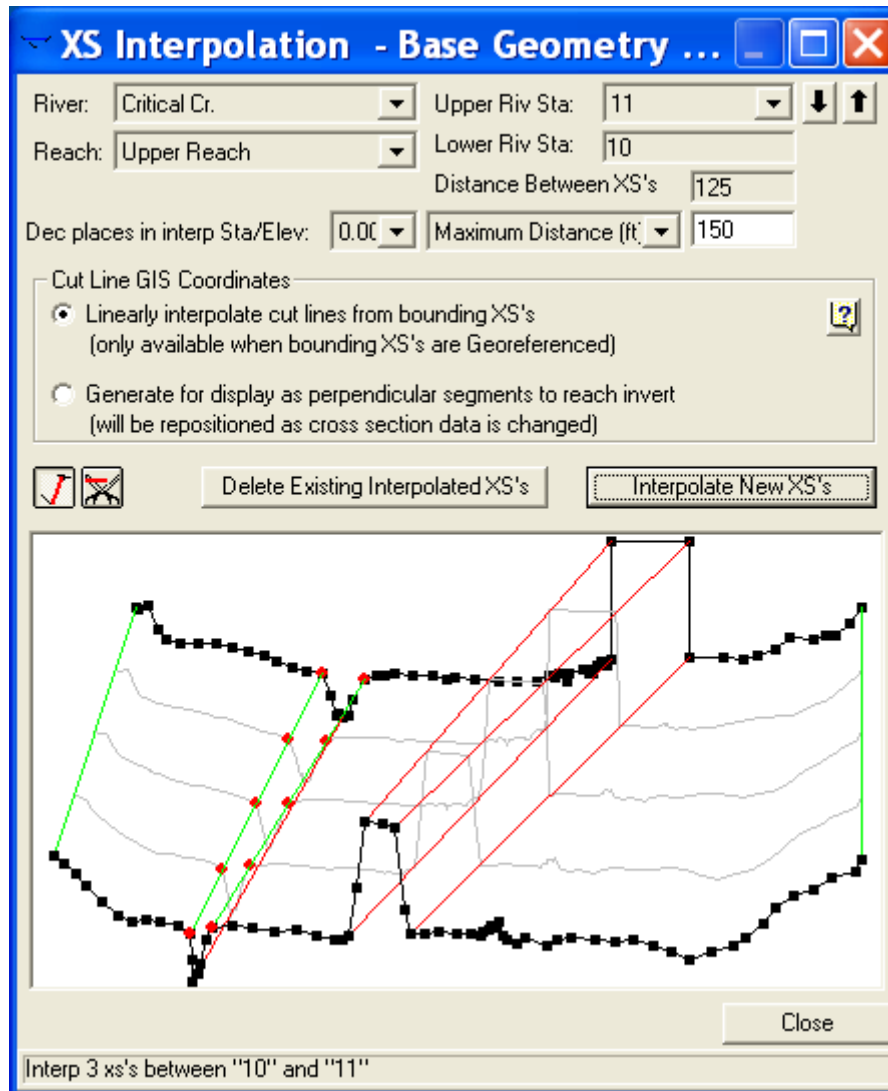 XS Interpolation - Base Geometry ...
River: Critical Cr. Upper Riv Sta: 11
Reach: Upper Reach Lower Riv Sta: 10
Distance Between XS's 125
Dec places in interp Sta/Elev: 0.00 Maximum Distance (ft) 150
Cut Line GIS Coordinates
Linearly interpolate cut lines from bounding XS's
(only available when bounding XS's are Georeferenced)
Generate for display as perpendicular segments to reach invert
(will be repositioned as cross section data is changed)
Delete Existing Interpolated XS's Interpolate New XS's
Close
Interp 3 xs's between "10" and "11"